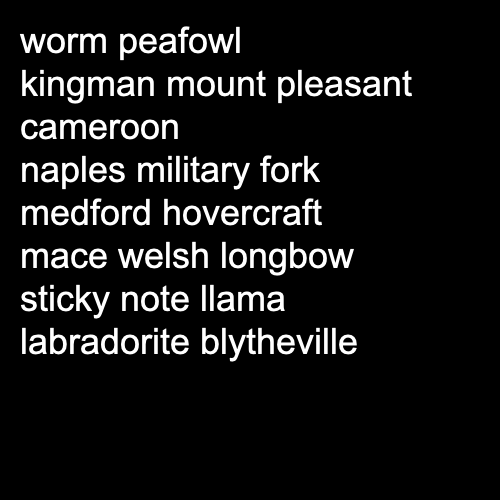 worm peafowl
kingman mount pleasant
cameroon
naples military fork
medford hovercraft
mace welsh longbow
sticky note llama
labradorite blytheville